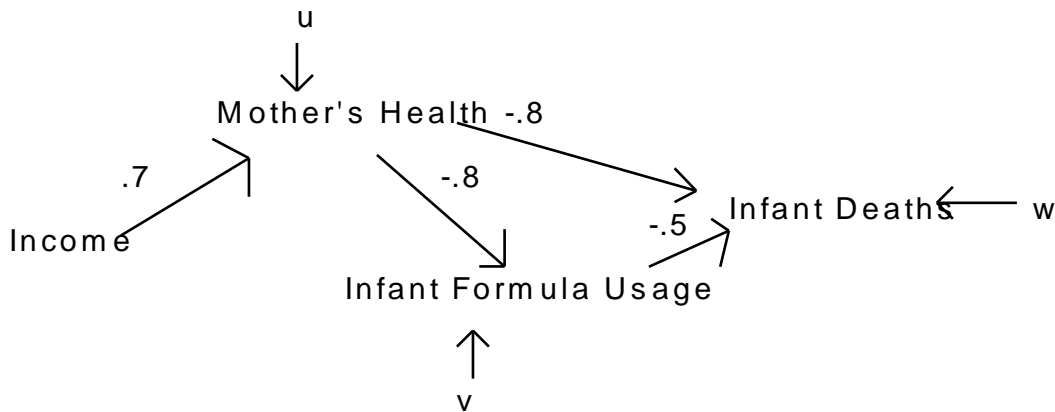 u
Mother's Health -.8
.7
-.8
Infant Deaths
w
-.5
Income
Infant Formula Usage
v